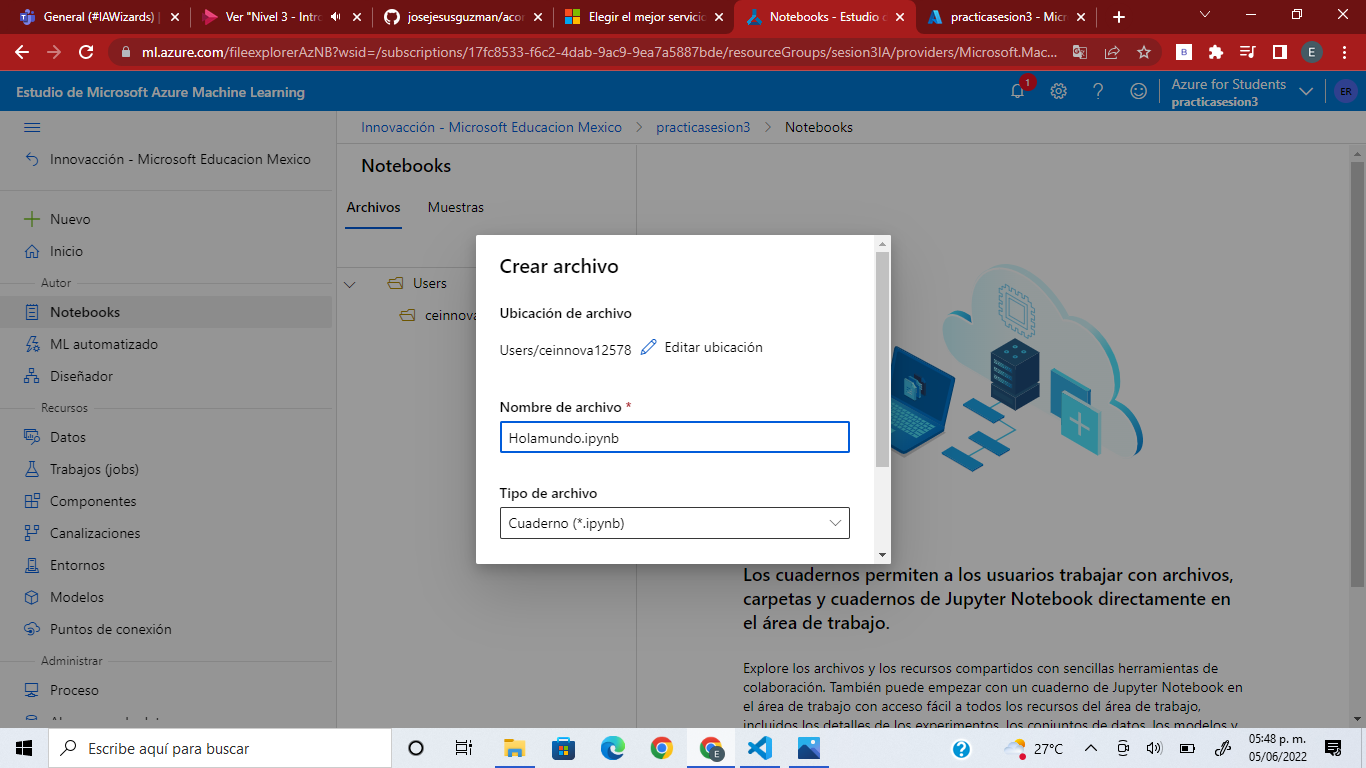 General (#IAWizards) |
Ver "Nivel 3 - Intro
josejesusguzman/acor
Elegir el mejor servicio
Notebooks - Estudio d
practicasesion3 - Micr
ml.azure.com/fileexplorerAzNB?wsid=/subscriptions/17fc8533-f6c2-4dab-9ac9-9ea7a5887bde/resourceGroups/sesion3IA/providers/Microsoft.Mac...
B
E
Estudio de Microsoft Azure Machine Learning
1
Azure for Students
practicasesion3
ER
Innovacción - Microsoft Educacion Mexico
Nuevo
Inicio
Autor
Notebooks
ML automatizado
Diseñador
Recursos
Datos
Trabajos (jobs)
Componentes
Canalizaciones
Entornos
Modelos
Puntos de conexión
Administrar
Proceso
Innovacción - Microsoft Educacion Mexico > practicasesion3 > Notebooks
Notebooks
Archivos Muestras
Users
ceinnova
Crear archivo
Ubicación de archivo
Users/ceinnova12578 Editar ubicación
Nombre de archivo *
Holamundo.ipynb
Tipo de archivo
Cuaderno (*.ipynb)
Los cuadernos permiten a los usuarios trabajar con archivos,
carpetas y cuadernos de Jupyter Notebook directamente en
el área de trabajo.
Explore los archivos y los recursos compartidos con sencillas herramientas de
colaboración. También puede empezar con un cuaderno de Jupyter Notebook en
el área de trabajo con acceso fácil a todos los recursos del área de trabajo,
incluidos los detalles de los experimentos, los conjuntos de datos, los modelos y
Escribe aquí para buscar
E
27°C
05:48 p. m.
05/06/2022